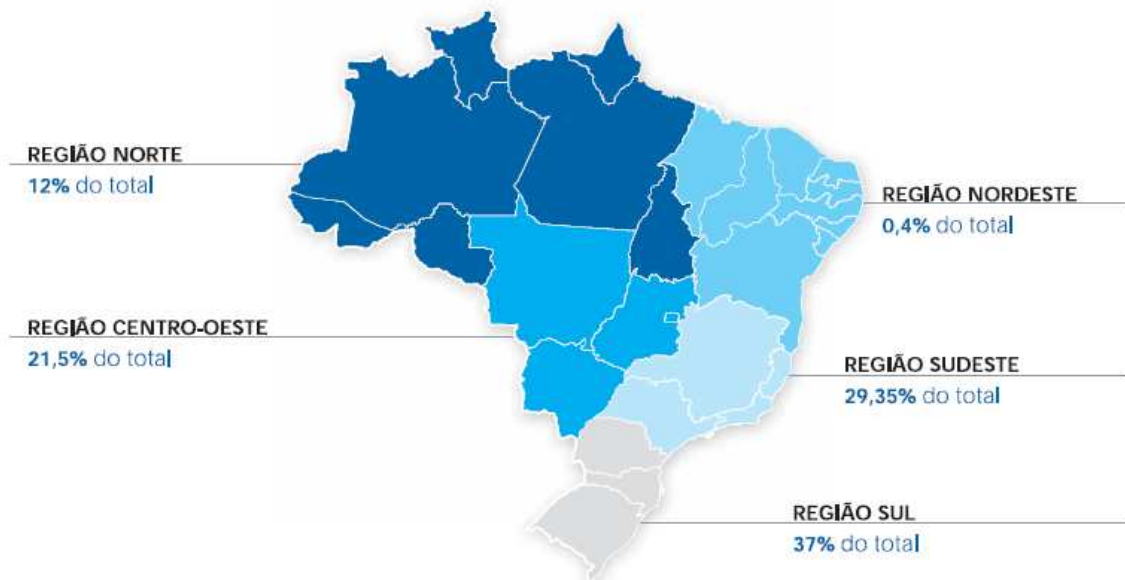 REGIÃO NORTE
12% do total
REGIÃO NORDESTE
0,4% do total
REGIÃO CENTRO-OESTE
21,5% do total
REGIÃO SUDESTE
29,35% do total
REGIÃO SUL
37% do total